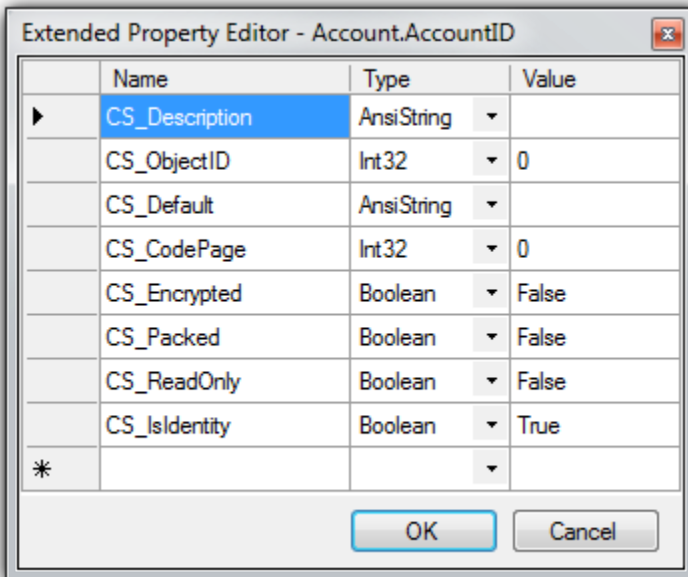 Extended Property Editor - Account.AccountID
Name Type Value
CS_Description AnsiString
CS_ObjectID Int32 0
CS_Default AnsiString
CS_CodePage Int32 0
CS_Encrypted Boolean False
CS_Packed Boolean False
CS_ReadOnly Boolean False
CS_IsIdentity Boolean True
OK Cancel